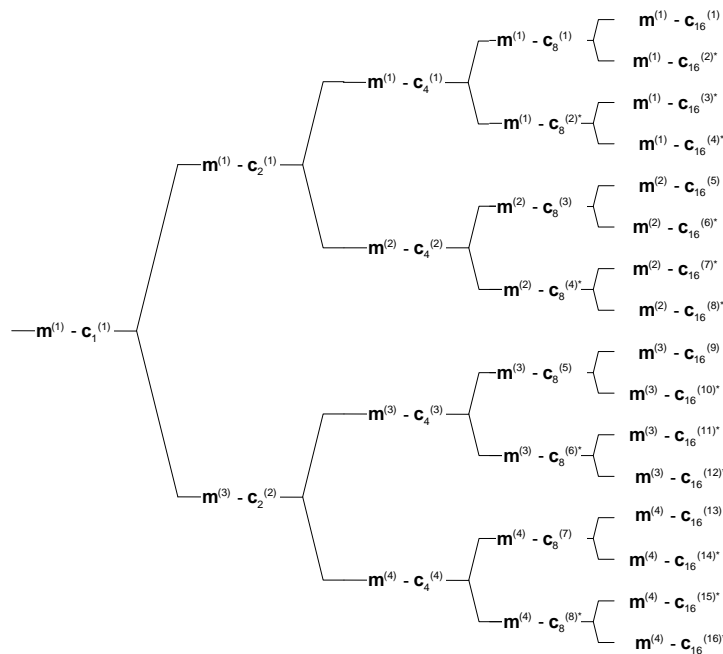 m(1) - c16(1)
m(1) - c8(1)
m(1) - c16(2)*
m(1) - c4(1)
m(1) - c16(3)*
m(1) - c8(2)*
m(1) - c16(4)*
m(1) - c2(1)
m(2) - c16(5)
m(2) - c8(3)
m(2) - c16(6)*
m(2) - c4(2)
m(2) - c16(7)*
m(2) - c8(4)*
m(2) - c16(8)*
m(1) - c1(1)
m(3) - c16(9)
m(3) - c8(5)
m(3) - c16(10)*
m(3) - c4(3)
m(3) - c16(11)*
m(3) - c8(6)*
m(3) - c16(12)
m(3) - c2(2)
m(4) - c16(13)
m(4) - c8(7)
m(4) - c16(14)*
m(4) - c4(4)
m(4) - c16(15)*
m(4) - c8(8)*
m(4) - c16(16)